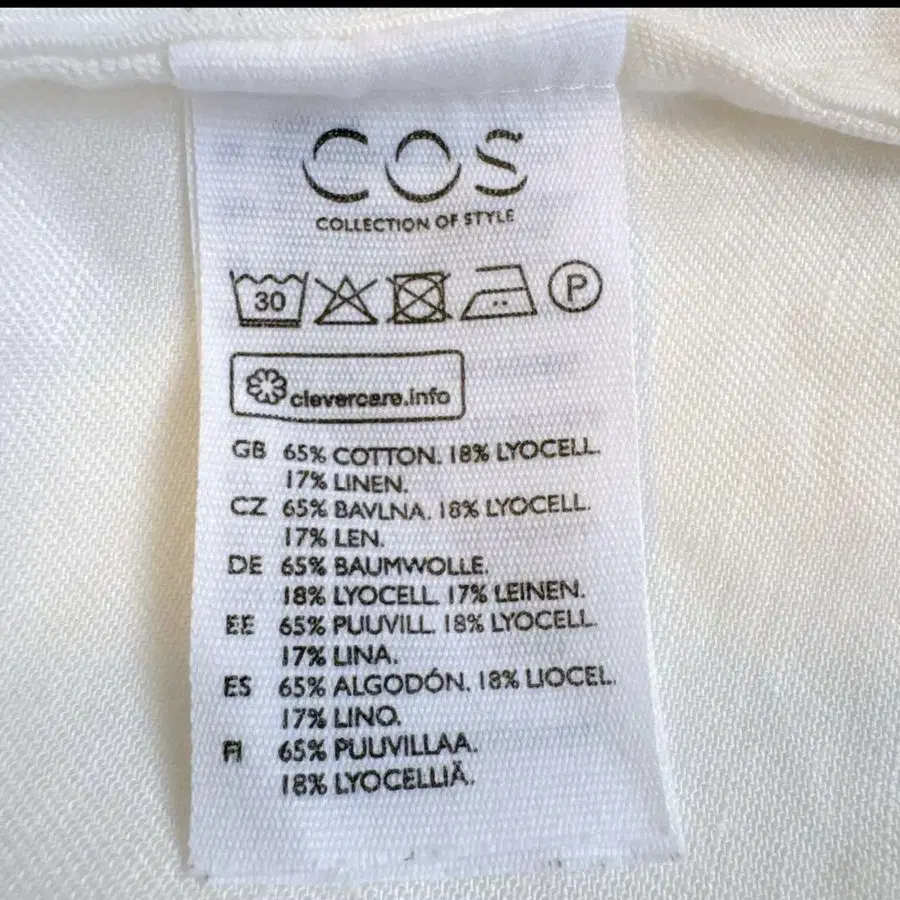 COS
COLLECTION OF STYLE
30
P
clevercare.info
GB 65% COTTON. 18% LYOCELL.
17% LINEN.
CZ 65% BAVLNA. 18% LYOCELL.
17% LEN.
DE 65% BAUMWOLLE.
18% LYOCELL. 17% LEINEN.
EE 65% PUUVILL. 18% LYOCELL.
17% LINA.
ES 65% ALGODÓN. 18% LIOCEL.
17% LINO.
FI 65% PUUVILLAA.
18% LYOCELLIÄ.